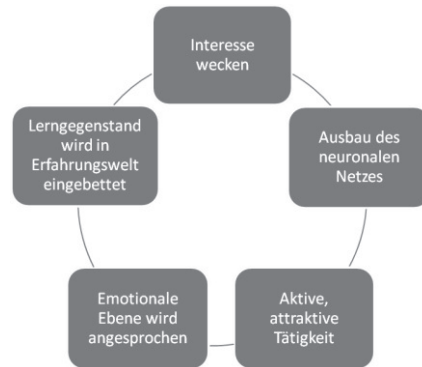 Interesse
wecken
Ausbau des
neuronalen
Netzes
Aktive,
attraktive
Tätigkeit
Emotionale
Ebene wird
angesprochen
Lerngegenstand
wird in
Erfahrungswelt
eingebettet